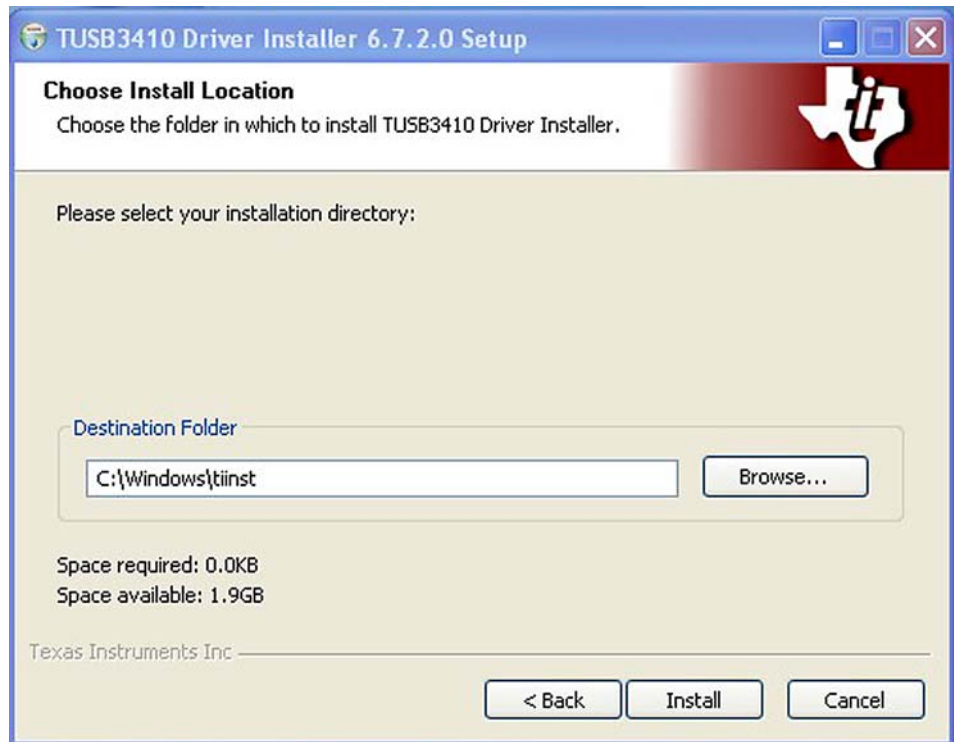 TUSB3410 Driver Installer 6.7.2.0 Setup
Choose Install Location
Choose the folder in which to install TUSB3410 Driver Installer.
ti
Please select your installation directory:
Destination Folder
C:\Windows\tiinst
Browse...
Space required: 0.0KB
Space available: 1.9GB
Texas Instruments Inc
< Back
Install
Cancel